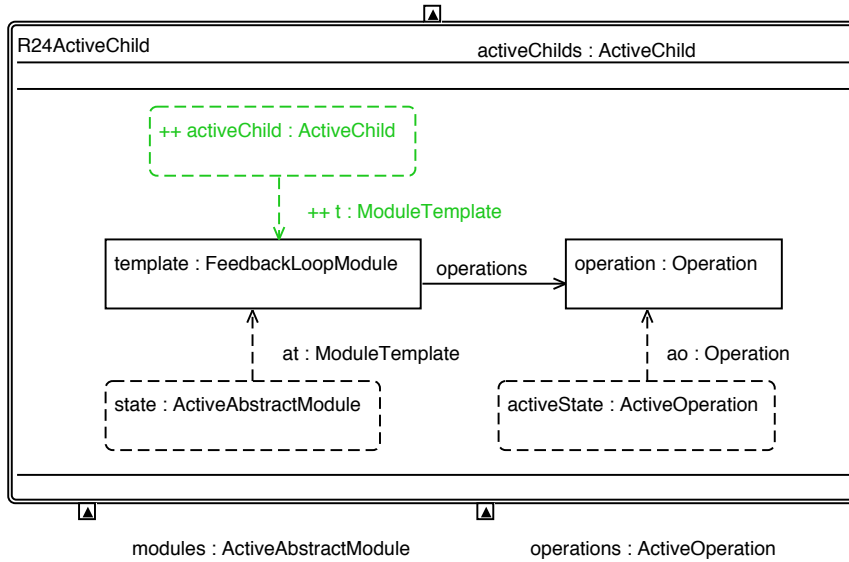 R24ActiveChild
activeChilds : ActiveChild
++ activeChild : ActiveChild
++ t : ModuleTemplate
template : FeedbackLoopModule
operations
operation : Operation
at : ModuleTemplate
ao : Operation
state : ActiveAbstractModule
activeState : ActiveOperation
modules : ActiveAbstractModule
operations : ActiveOperation